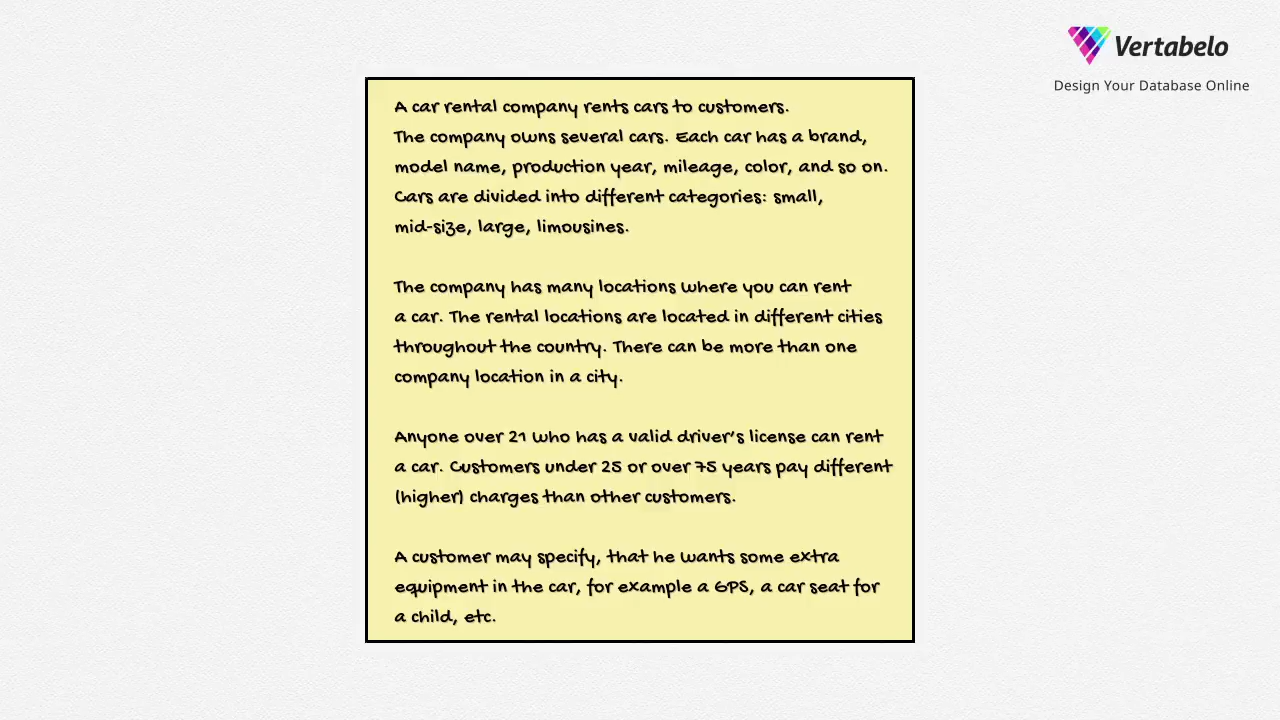 Vertabelo
Design Your Database Online
A car rental company rents cars to customers.
The company owns several cars. Each car has a brand,
model name, production year, mileage, color, and so on.
Cars are divided into different categories: small,
mid-size, large, limousines.
The company has many locations where you can rent
a car. The rental locations are located in different cities
throughout the country. There can be more than one
company location in a city.
Anyone over 21 who has a valid driver's license can rent
a car. Customers under 25 or over 75 years pay different
(higher) charges than other customers.
A customer may specify, that he wants some extra
equipment in the car, for example a GPS, a car seat for
a child, etc.